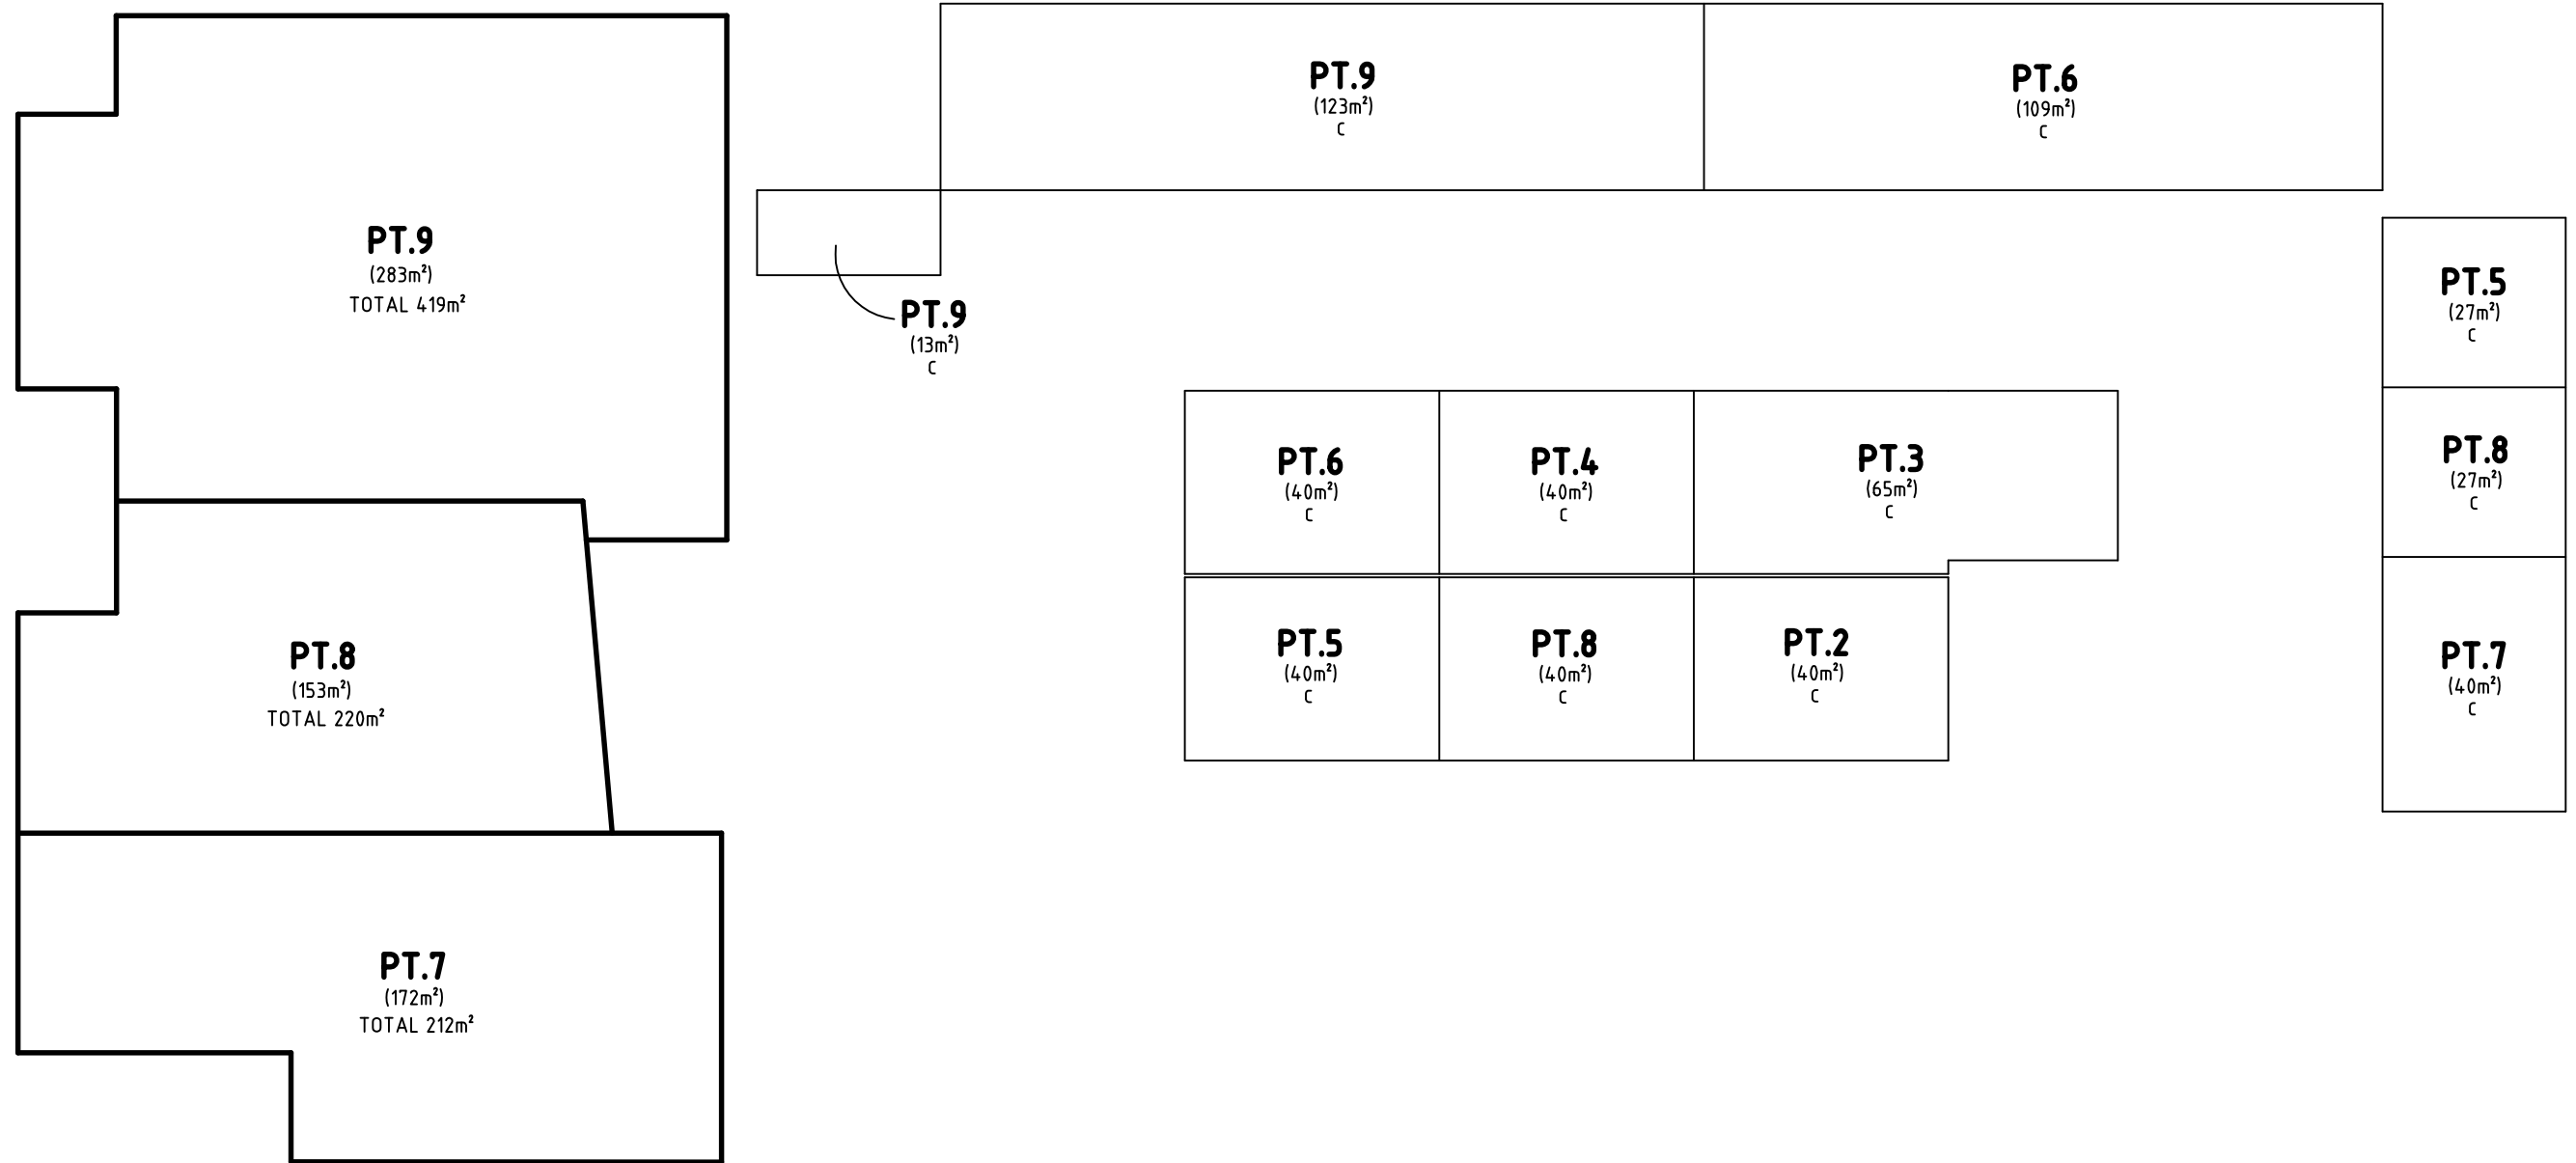 PT.9
(283m²)
TOTAL 419m²
PT.9
(123m²)
C
PT.6
(109m²)
C
PT.9
(13m²)
C
PT.5
(27m²)
C
PT.6
(40m²)
C
PT.4
(40m²)
C
PT.3
(65m²)
C
PT.8
(27m²)
C
PT.8
(153m²)
TOTAL 220m²
PT.5
(40m²)
C
PT.8
(40m²)
C
PT.2
(40m²)
C
PT.7
(40m²)
C
PT.7
(172m²)
TOTAL 212m²